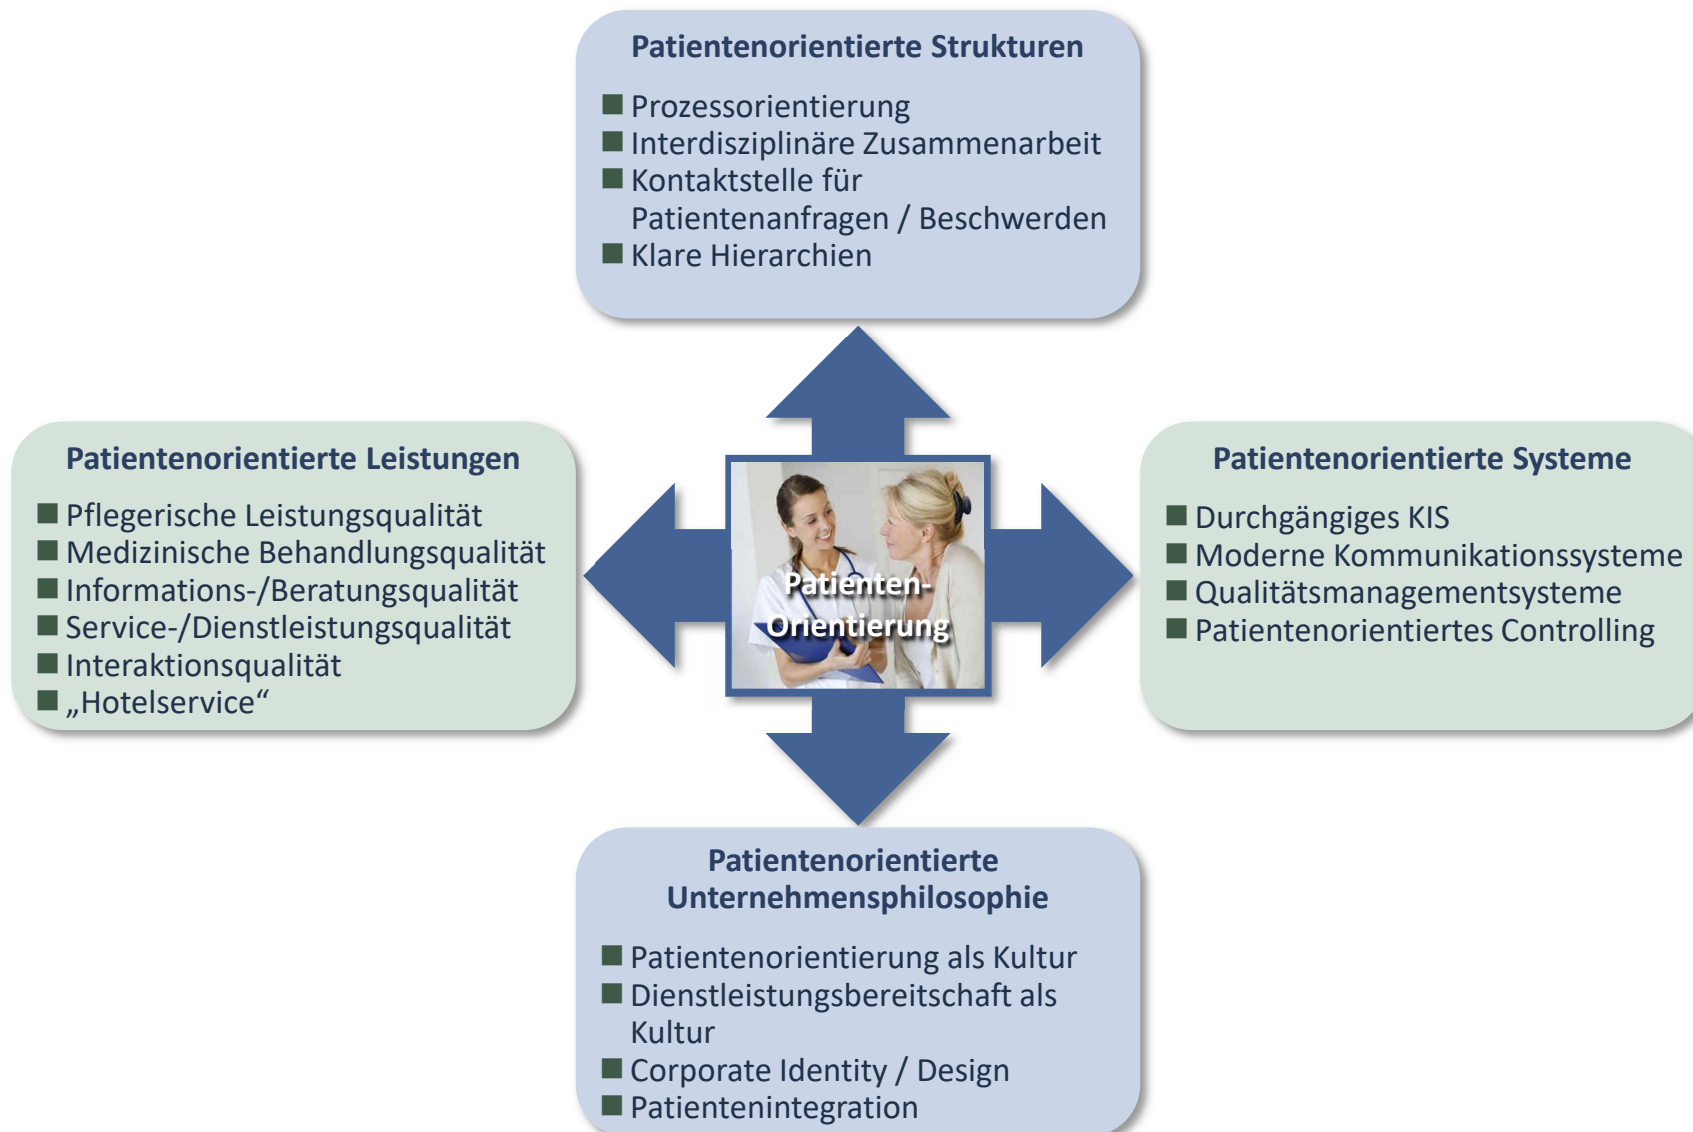 Patientenorientierte Strukturen
Prozessorientierung
Interdisziplinäre Zusammenarbeit
Kontaktstelle für
Patientenanfragen / Beschwerden
Klare Hierarchien
Patientenorientierte Leistungen
Pflegerische Leistungsqualität
Medizinische Behandlungsqualität
Informations-/Beratungsqualität
Service-/Dienstleistungsqualität
Interaktionsqualität
„Hotelservice“
Patienten-
Orientierung
Patientenorientierte Systeme
Durchgängiges KIS
Moderne Kommunikationssysteme
Qualitätsmanagementsysteme
Patientenorientiertes Controlling
Patientenorientierte
Unternehmensphilosophie
Patientenorientierung als Kultur
Dienstleistungsbereitschaft als
Kultur
Corporate Identity / Design
Patientenintegration